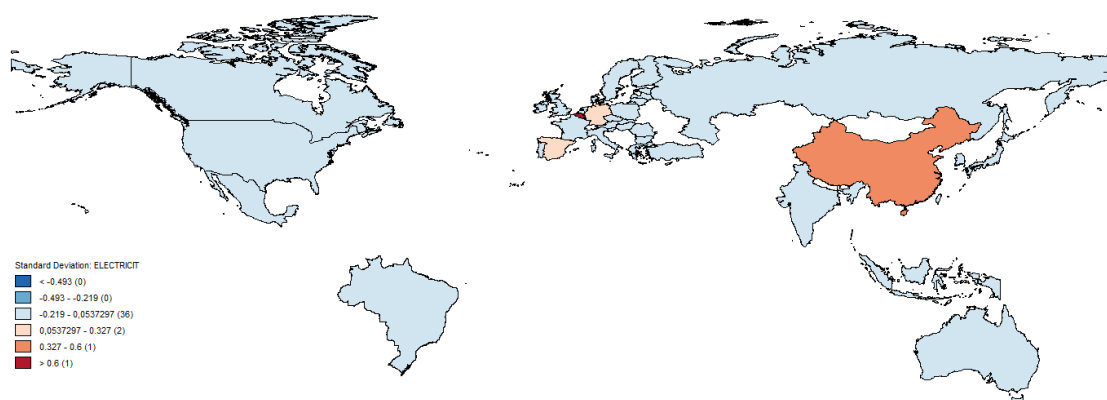 Standard Deviation: ELECTRICIT
< -0.493 (0)
-0.493 - -0.219 (0)
-0.219 - 0,0537297 (36)
0,0537297 - 0.327 (2)
0.327 - 0.6 (1)
> 0.6 (1)